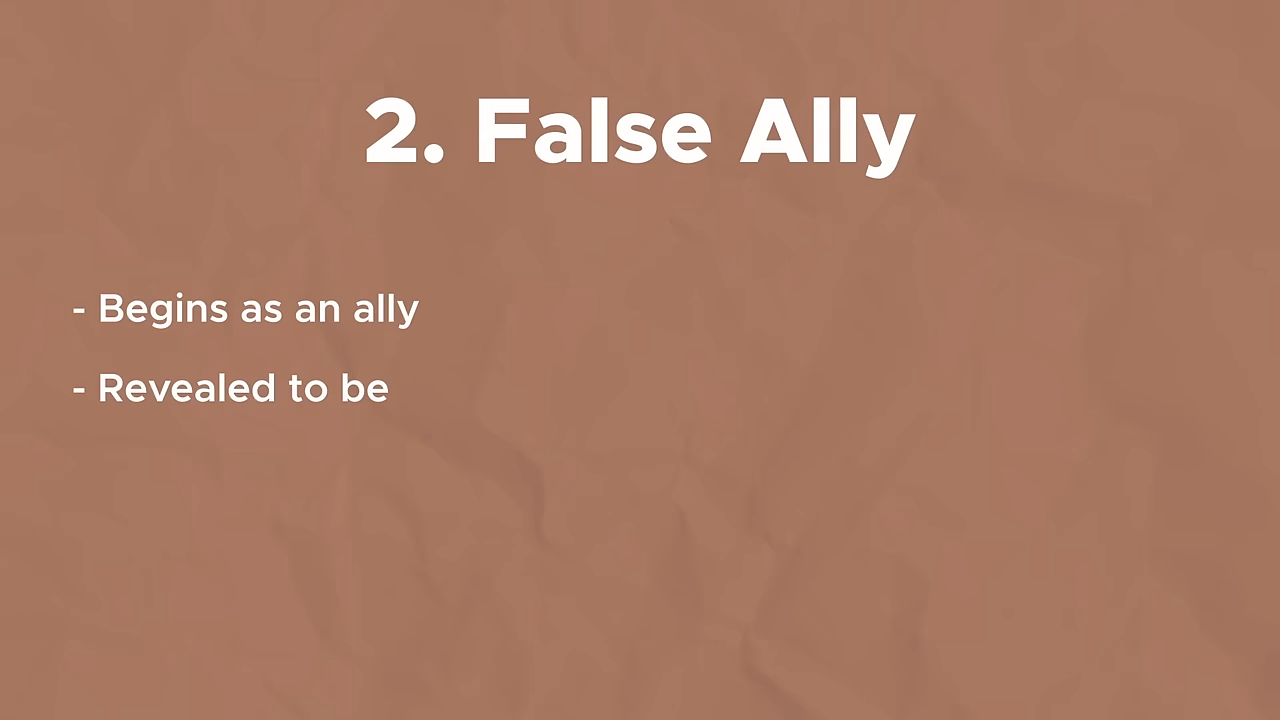 2. False Ally
- Begins as an ally
- Revealed to be